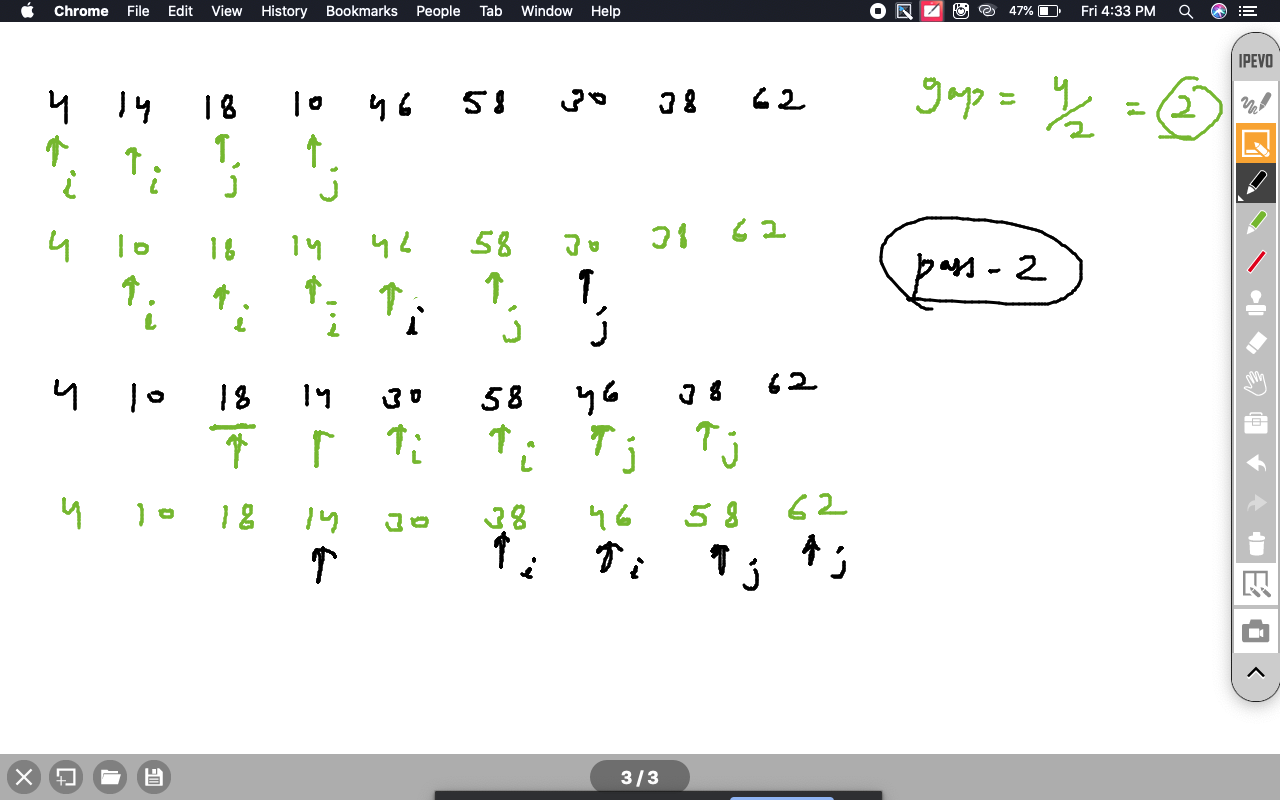 Chrome File Edit View History Bookmarks People Tab Window Help 47% Fri 4:33 PM
IPEVO
4 14 18 10 46 58 30 38 62
gap = 4/2 = 2
i i j j
4 10 18 14 46 58 30 38 62
pass - 2
i i i i j j
4 10 18 14 30 58 46 38 62
i i j j
4 10 18 14 30 38 46 58 62
i i j j
3 / 3